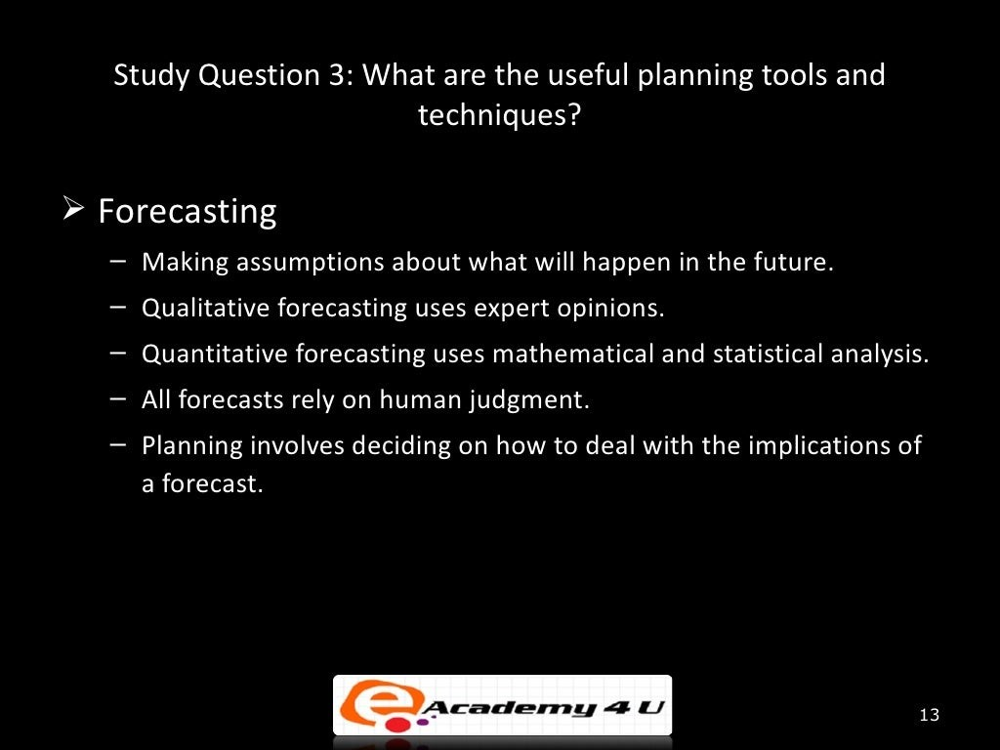 Study Question 3: What are the useful planning tools and
techniques?
➢ Forecasting
– Making assumptions about what will happen in the future.
– Qualitative forecasting uses expert opinions.
– Quantitative forecasting uses mathematical and statistical analysis.
– All forecasts rely on human judgment.
– Planning involves deciding on how to deal with the implications of
a forecast.
e Academy 4 U
13